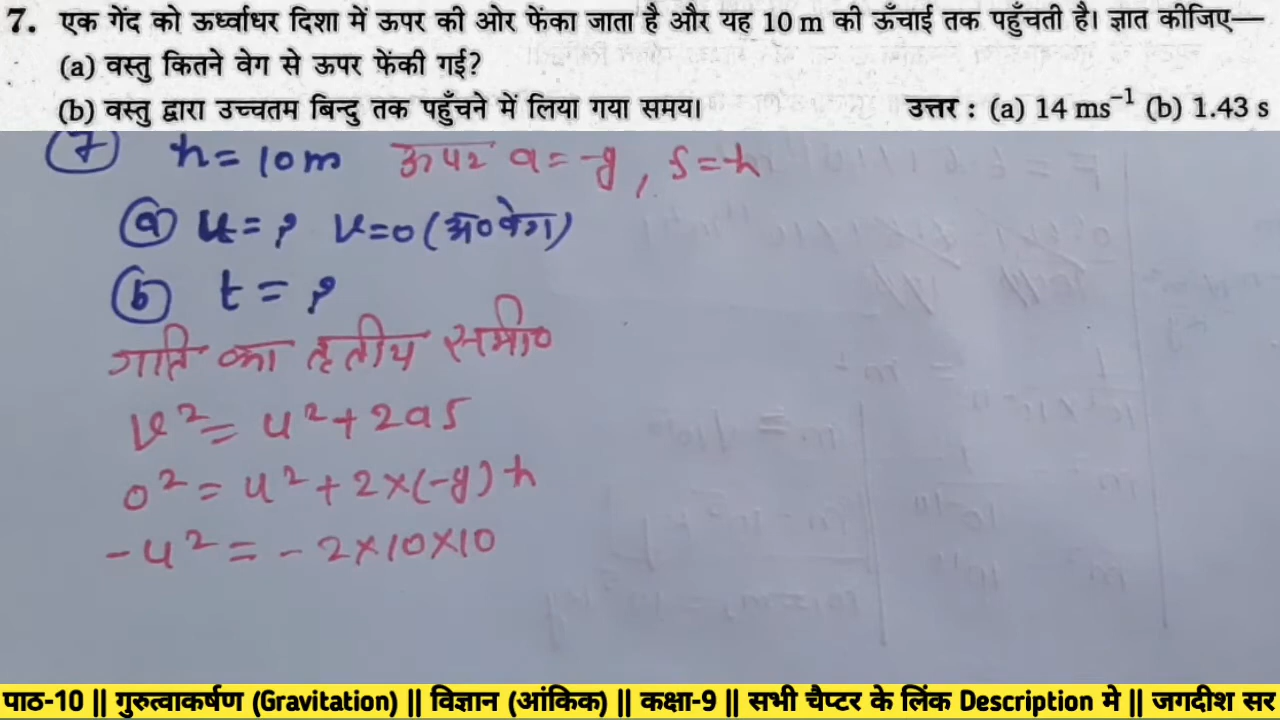 7. एक गेंद को ऊर्ध्वाधर दिशा में ऊपर की ओर फेंका जाता है और यह 10 m की ऊँचाई तक पहुँचती है। ज्ञात कीजिए—
(a) वस्तु कितने वेग से ऊपर फेंकी गई?
(b) वस्तु द्वारा उच्चतम बिन्दु तक पहुँचने में लिया गया समय। उत्तर : (a) 14 ms⁻¹ (b) 1.43 s
7 h = 10m ऊपर a = -g, s = h
(a) u = ? v = 0 (अ० वेग)
(b) t = ?
गति का तृतीय समी०
v² = u² + 2as
0² = u² + 2×(-g) h
-u² = - 2×10×10
पाठ-10 || गुरुत्वाकर्षण (Gravitation) || विज्ञान (आंकिक) || कक्षा-9 || सभी चैप्टर के लिंक Description मे || जगदीश सर